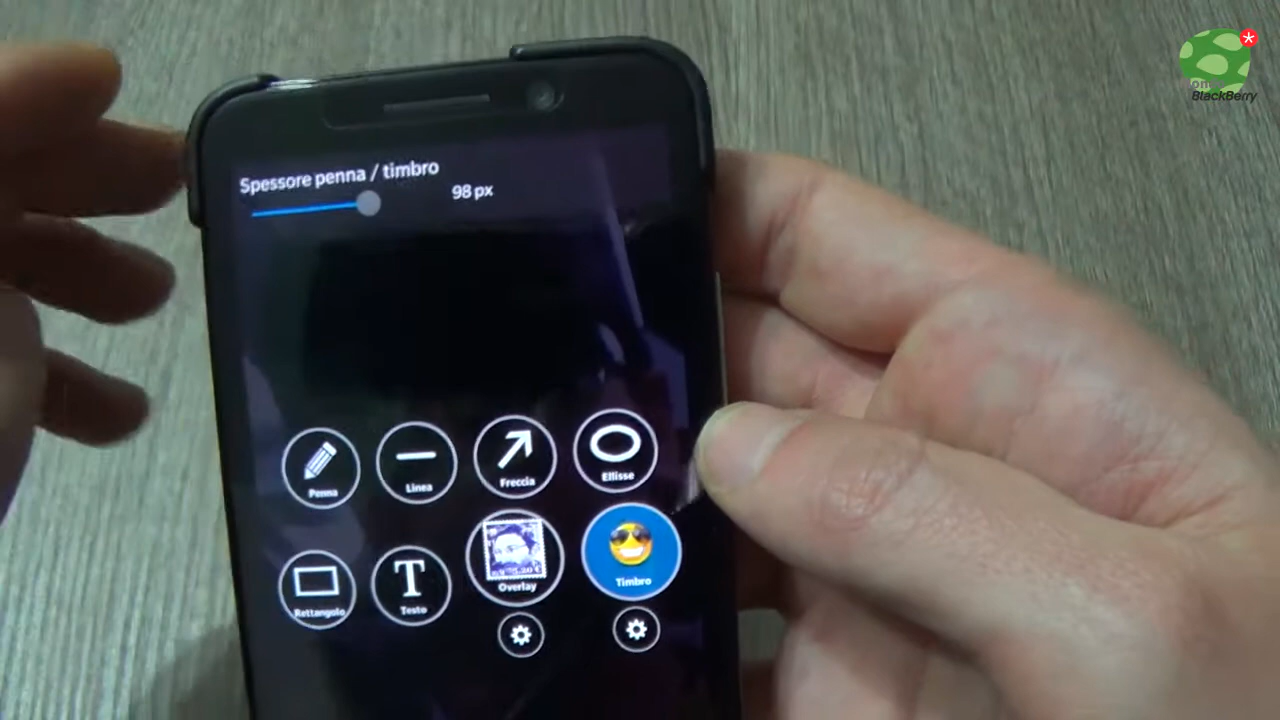 Spessore penna / timbro
98 px
Penna
Linea
Freccia
Ellisse
Rettangolo
Testo
Overlay
Timbro
BlackBerry